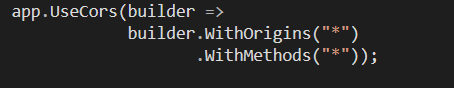 app.UseCors(builder =>
builder.WithOrigins("*")
.WithMethods("*"));